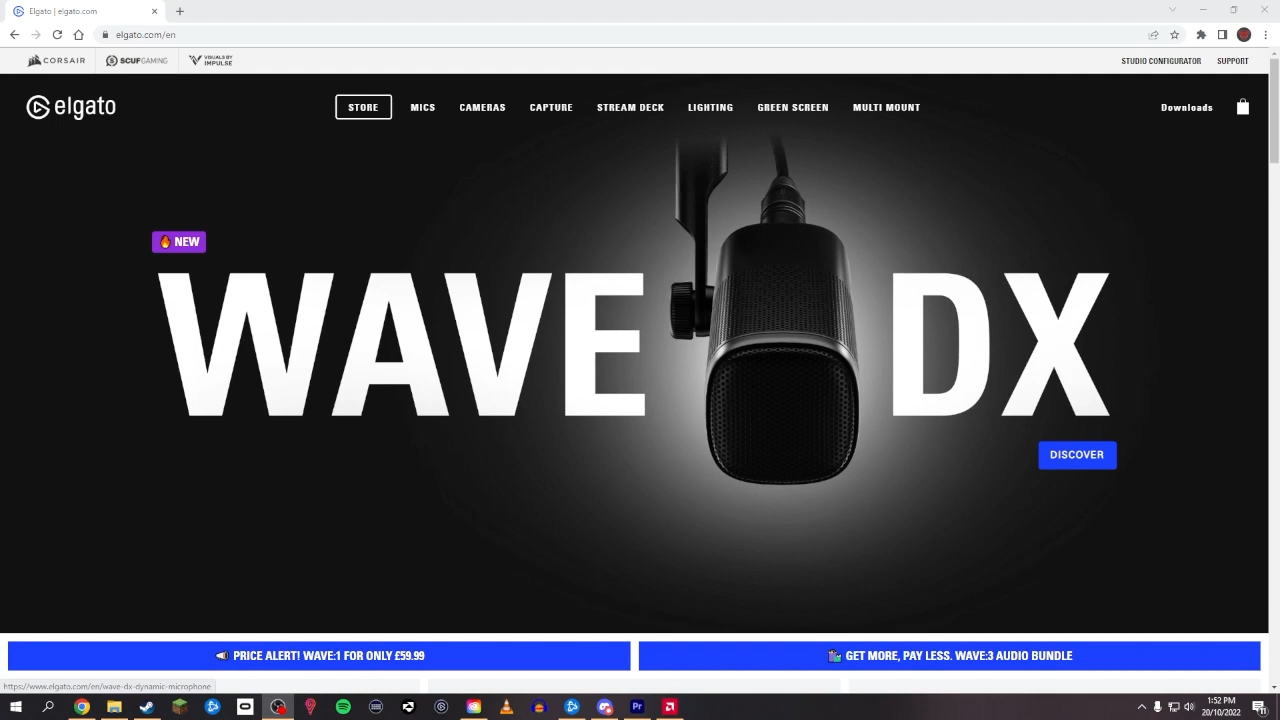 Elgato | elgato.com
elgato.com/en
CORSAIR
SCUFGAMING
VISUALS BY
IMPULSE
STUDIO CONFIGURATOR
SUPPORT
elgato
STORE
MICS
CAMERAS
CAPTURE
STREAM DECK
LIGHTING
GREEN SCREEN
MULTI MOUNT
Downloads
NEW
WAVE DX
DISCOVER
PRICE ALERT! WAVE:1 FOR ONLY £59.99
GET MORE, PAY LESS. WAVE:3 AUDIO BUNDLE
https://www.elgato.com/en/wave-dx-dynamic-microphone
Pr
1:52 PM
20/10/2022